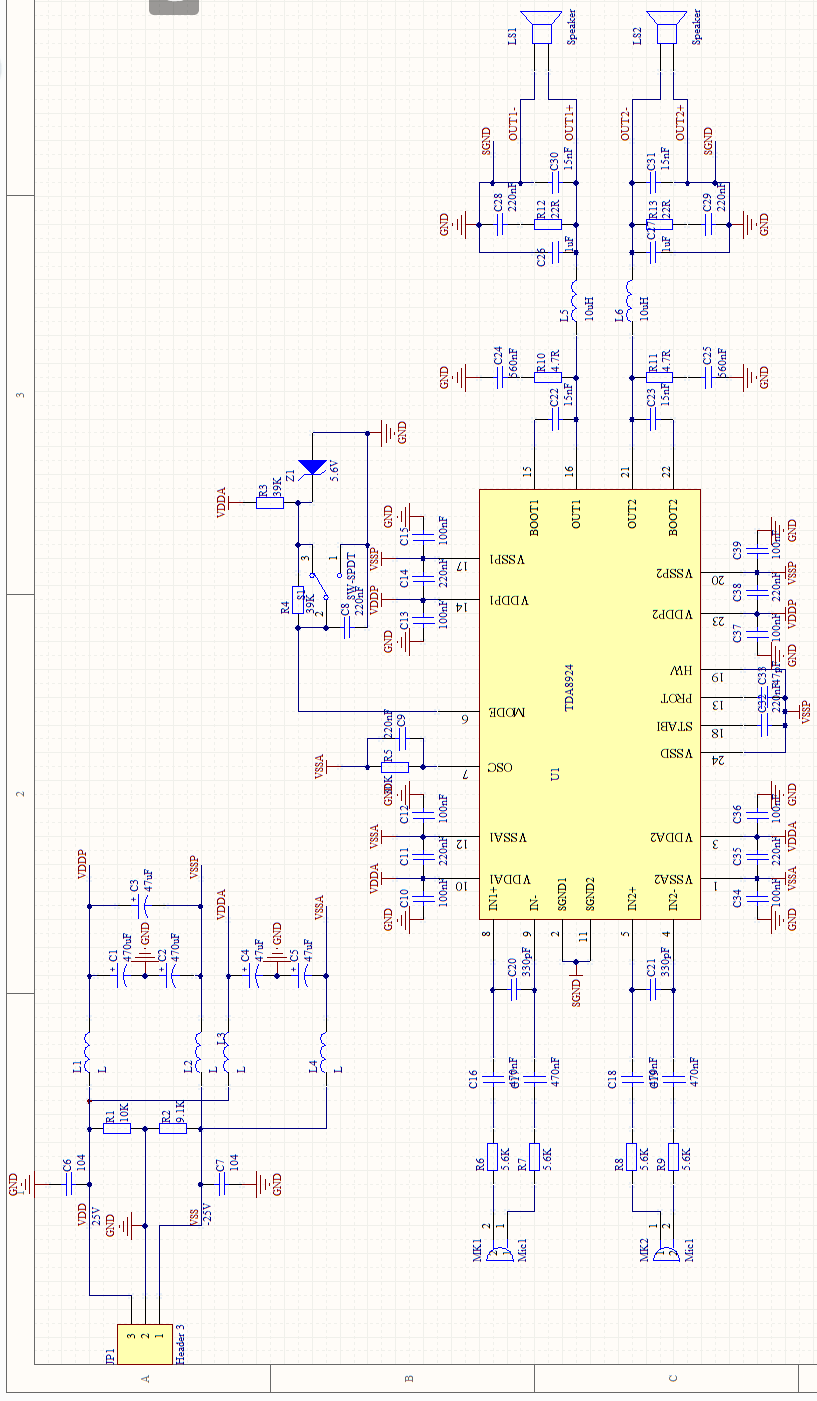 LS1
Speaker
LS2
Speaker
SGND
OUT1-
OUT1+
OUT2-
OUT2+
SGND
C30
15nF
C31
15nF
GND
C28
220nF
R12
22R
C26
1uF
R13
22R
C27
1uF
C29
220nF
GND
L5
10uH
L6
10uH
GND
C24
560nF
R10
4.7R
C22
15nF
R11
4.7R
C23
15nF
C25
560nF
GND
3
VDDA
R3
39K
Z1
5.6V
GND
R4
39K
S1
SW-SPDT
3
1
2
C8
220nF
15
16
21
22
BOOT1
OUT1
OUT2
BOOT2
GND
C15
100nF
VSSP
C14
220nF
VDDP
C13
100nF
GND
17
VSSP1
14
VDDP1
6
MODE
7
OSC
12
VSSA1
10
VDDA1
TDA8924
U1
VSSP2
20
VDDP2
23
HW
19
PROT
13
STABI
18
VSSD
24
VDDA2
3
VSSA2
1
C39
100nF
GND
VSSP
C38
220nF
VDDP
C37
100nF
GND
C33
47pF
C32
220nF
VSSP
VSSA
220nF
C9
R5
GND
C12
100nF
VSSA
C11
220nF
VDDA
C10
100nF
GND
C36
100nF
GND
VDDA
C35
220nF
VSSA
C34
100nF
GND
2
VDDP
C3
47uF
VSSP
VDDA
VSSA
C1
470uF
GND
C2
470uF
C4
47uF
GND
C5
47uF
L1
L
L2
L
L3
L
L4
L
IN1+
IN-
SGND1
SGND2
IN2+
IN2-
8
9
2
11
5
4
C20
330pF
SGND
C21
330pF
C16
C17
470nF
C18
C19
470nF
R1
10K
R2
9.1K
GND
C6
104
C7
104
GND
VDD
25V
GND
VSS
-25V
R6
5.6K
R7
5.6K
R8
5.6K
R9
5.6K
MK1
2
1
2
1
Mic1
MK2
1
2
1
2
Mic1
JP1
3
2
1
Header 3
A
B
C